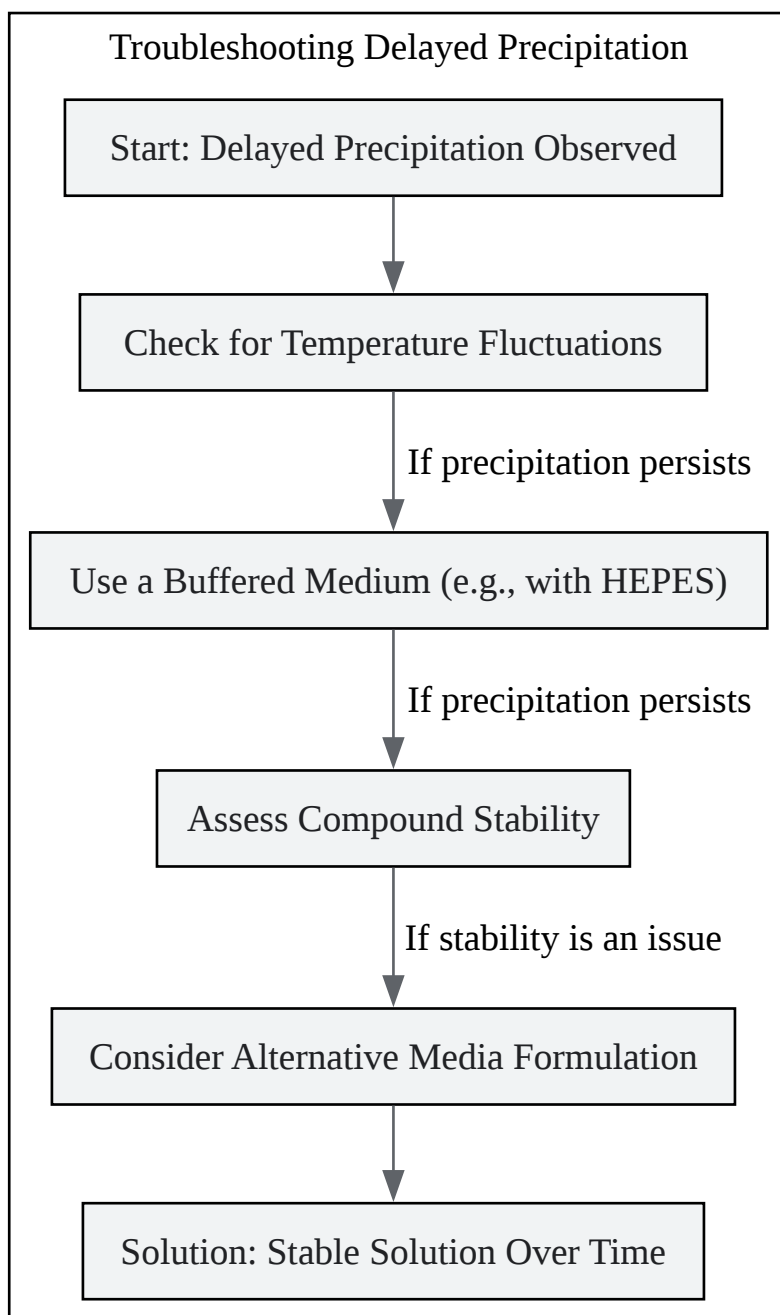 Troubleshooting Delayed Precipitation
Start: Delayed Precipitation Observed
Check for Temperature Fluctuations
If precipitation persists
Use a Buffered Medium (e.g., with HEPES)
If precipitation persists
Assess Compound Stability
If stability is an issue
Consider Alternative Media Formulation
Solution: Stable Solution Over Time